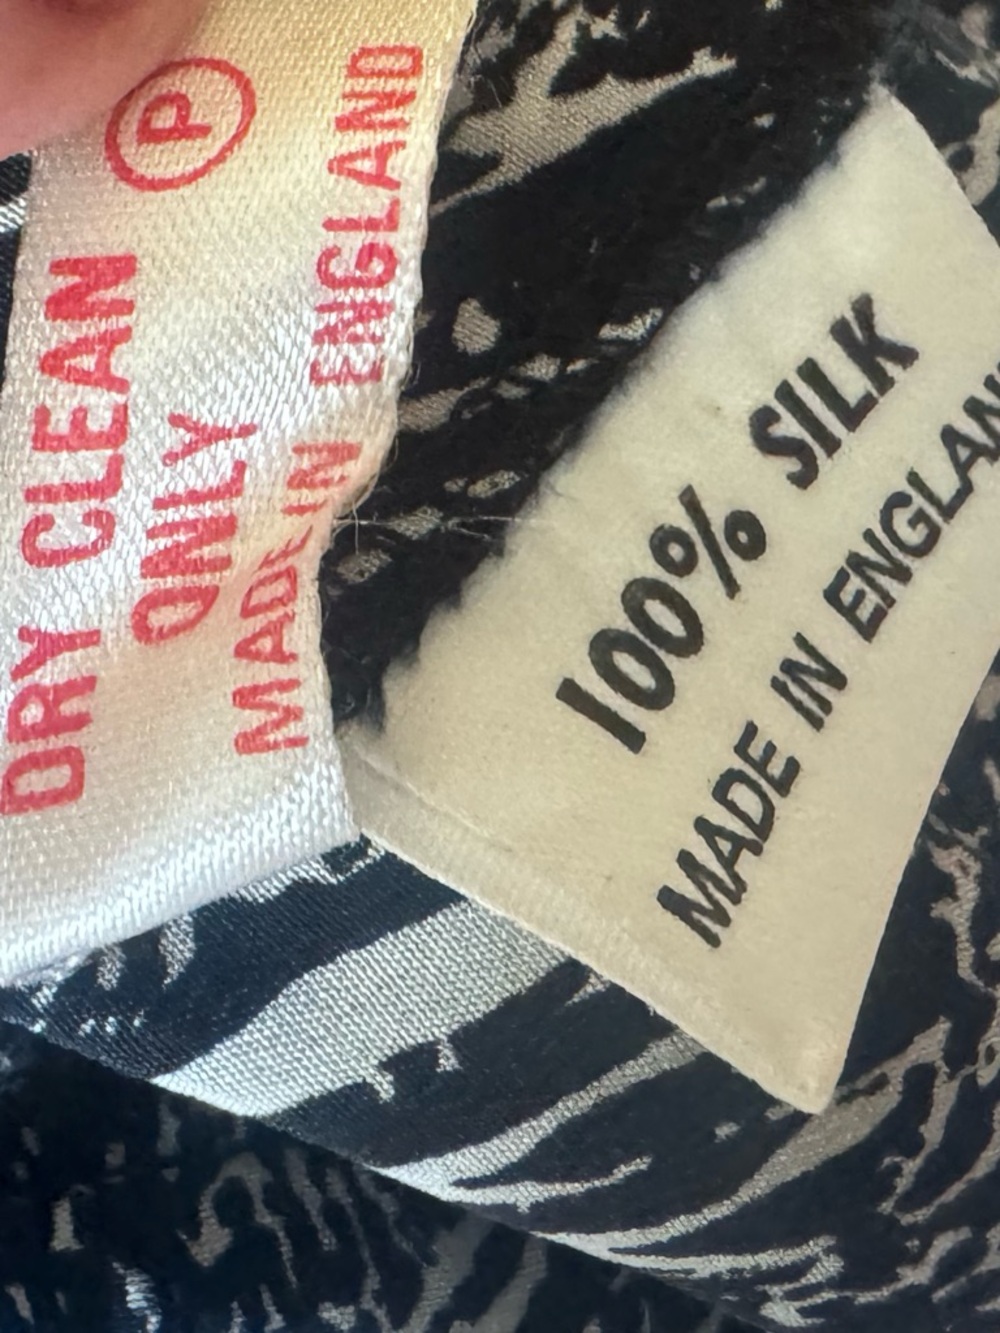 P
DRY CLEAN
ONLY
MADE IN ENGLAND
100% SILK
MADE IN ENGLAN